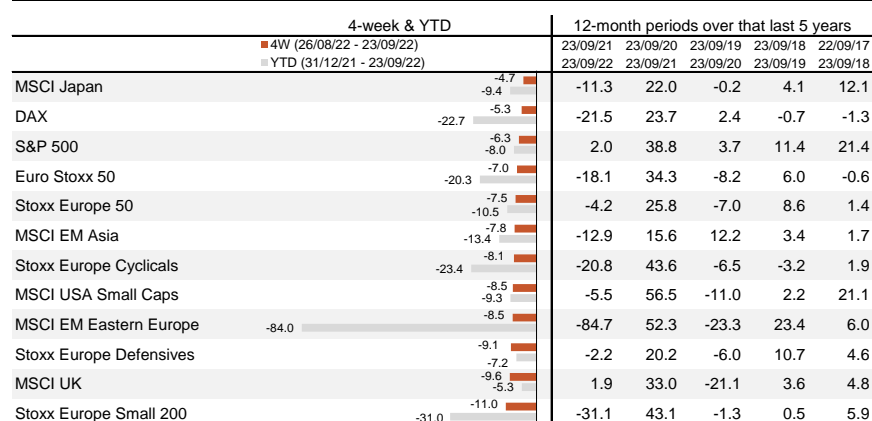 4-week & YTD 12-month periods over that last 5 years
4W (26/08/22 - 23/09/22) 23/09/21 23/09/20 23/09/19 23/09/18 22/09/17
YTD (31/12/21 - 23/09/22) 23/09/22 23/09/21 23/09/20 23/09/19 23/09/18
MSCI Japan -4.7 -9.4 -11.3 22.0 -0.2 4.1 12.1
DAX -5.3 -22.7 -21.5 23.7 2.4 -0.7 -1.3
S&P 500 -6.3 -8.0 2.0 38.8 3.7 11.4 21.4
Euro Stoxx 50 -7.0 -20.3 -18.1 34.3 -8.2 6.0 -0.6
Stoxx Europe 50 -7.5 -10.5 -4.2 25.8 -7.0 8.6 1.4
MSCI EM Asia -7.8 -13.4 -12.9 15.6 12.2 3.4 1.7
Stoxx Europe Cyclicals -8.1 -23.4 -20.8 43.6 -6.5 -3.2 1.9
MSCI USA Small Caps -8.5 -9.3 -5.5 56.5 -11.0 2.2 21.1
MSCI EM Eastern Europe -8.5 -84.0 -84.7 52.3 -23.3 23.4 6.0
Stoxx Europe Defensives -9.1 -7.2 -2.2 20.2 -6.0 10.7 4.6
MSCI UK -9.6 -5.3 1.9 33.0 -21.1 3.6 4.8
Stoxx Europe Small 200 -11.0 -31.0 -31.1 43.1 -1.3 0.5 5.9